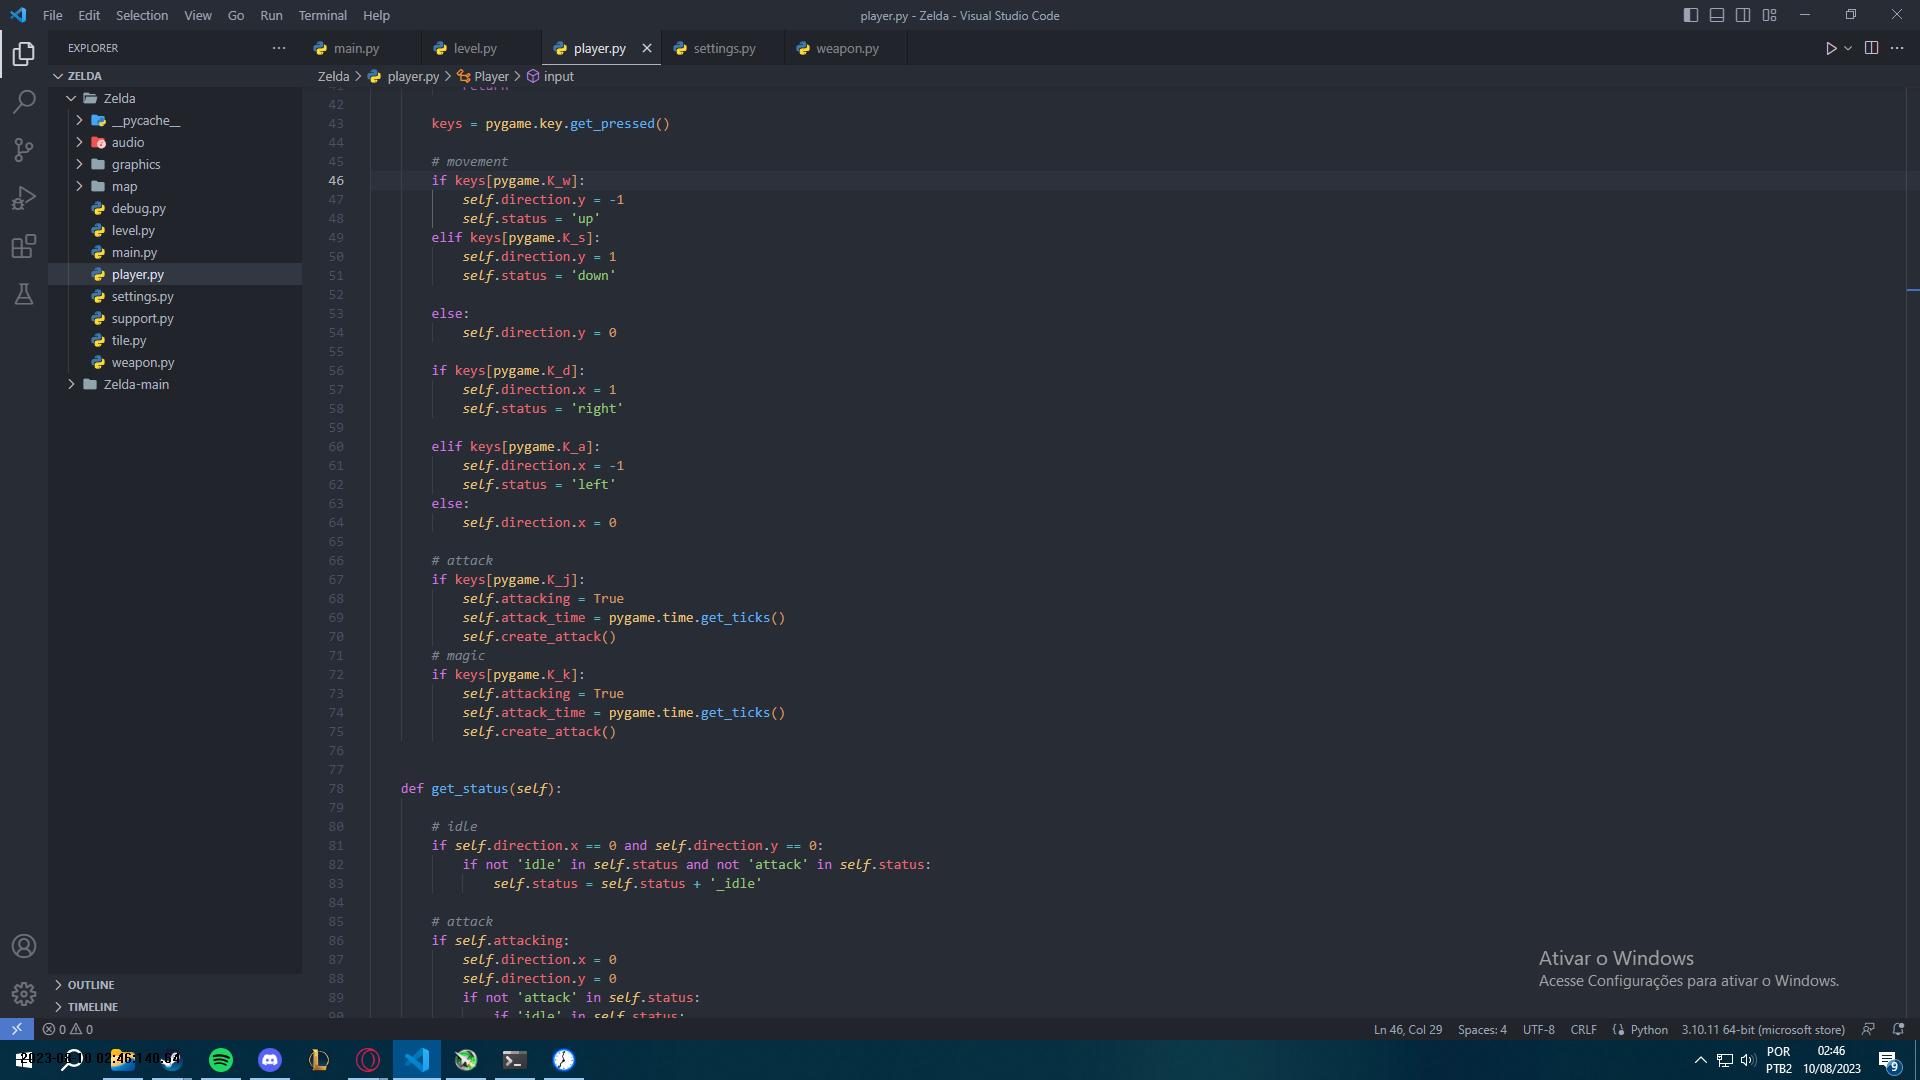 File Edit Selection View Go Run Terminal Help
player.py - Zelda - Visual Studio Code
EXPLORER
main.py
level.py
player.py
settings.py
weapon.py
ZELDA
Zelda > player.py > Player > input
Zelda
__pycache__
audio
graphics
map
debug.py
level.py
main.py
player.py
settings.py
support.py
tile.py
weapon.py
Zelda-main
OUTLINE
TIMELINE
41 return
42
43 keys = pygame.key.get_pressed()
44
45 # movement
46 if keys[pygame.K_w]:
47 self.direction.y = -1
48 self.status = 'up'
49 elif keys[pygame.K_s]:
50 self.direction.y = 1
51 self.status = 'down'
52
53 else:
54 self.direction.y = 0
55
56 if keys[pygame.K_d]:
57 self.direction.x = 1
58 self.status = 'right'
59
60 elif keys[pygame.K_a]:
61 self.direction.x = -1
62 self.status = 'left'
63 else:
64 self.direction.x = 0
65
66 # attack
67 if keys[pygame.K_j]:
68 self.attacking = True
69 self.attack_time = pygame.time.get_ticks()
70 self.create_attack()
71 # magic
72 if keys[pygame.K_k]:
73 self.attacking = True
74 self.attack_time = pygame.time.get_ticks()
75 self.create_attack()
76
77
78 def get_status(self):
79
80 # idle
81 if self.direction.x == 0 and self.direction.y == 0:
82 if not 'idle' in self.status and not 'attack' in self.status:
83 self.status = self.status + '_idle'
84
85 # attack
86 if self.attacking:
87 self.direction.x = 0
88 self.direction.y = 0
89 if not 'attack' in self.status:
90 if 'idle' in self.status:
Ativar o Windows
Acesse Configurações para ativar o Windows.
0 0
Ln 46, Col 29 Spaces: 4 UTF-8 CRLF Python 3.10.11 64-bit (microsoft store)
POR
PTB2
02:46
10/08/2023
9